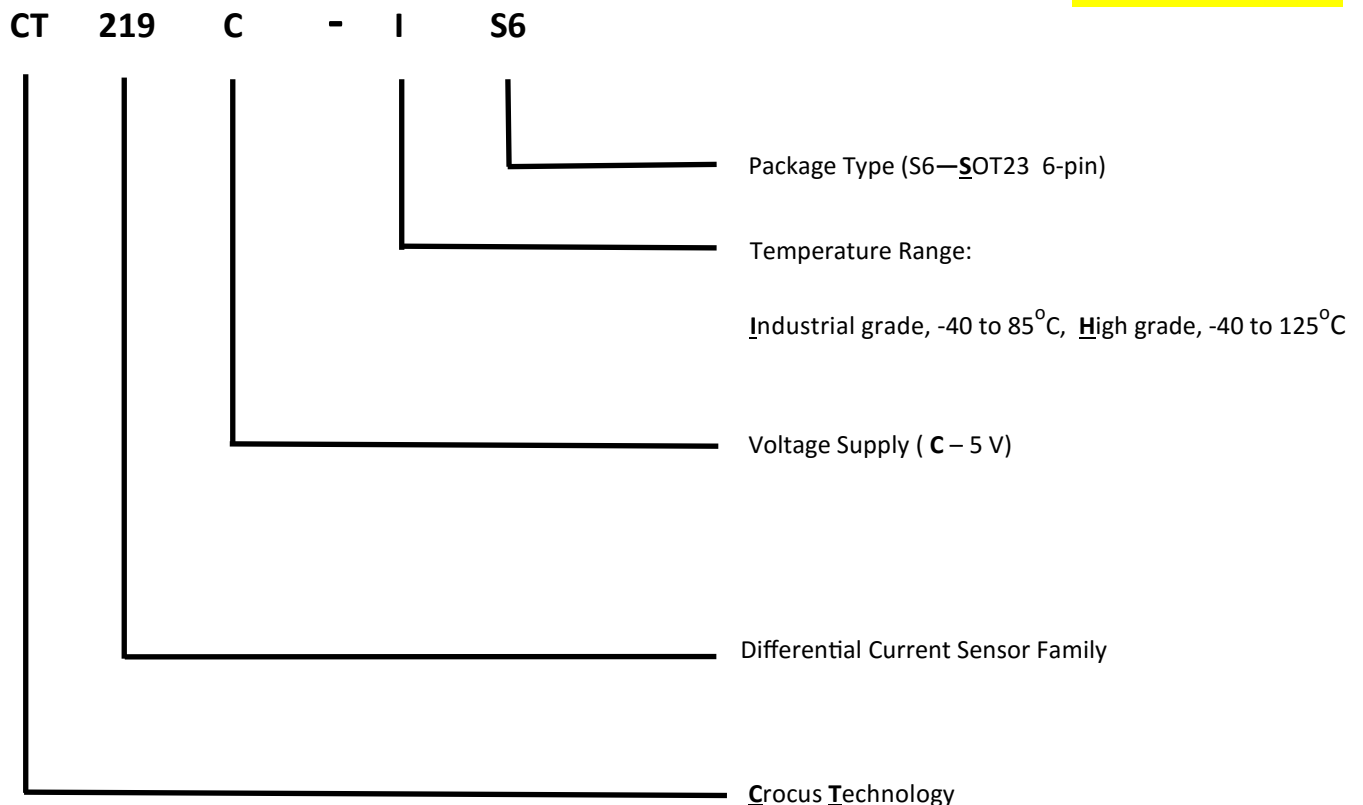 CT 219 C - I S6
Package Type (S6—SOT23 6-pin)
Temperature Range:
Industrial grade, -40 to 85°C, High grade, -40 to 125°C
Voltage Supply ( C – 5 V)
Differential Current Sensor Family
Crocus Technology